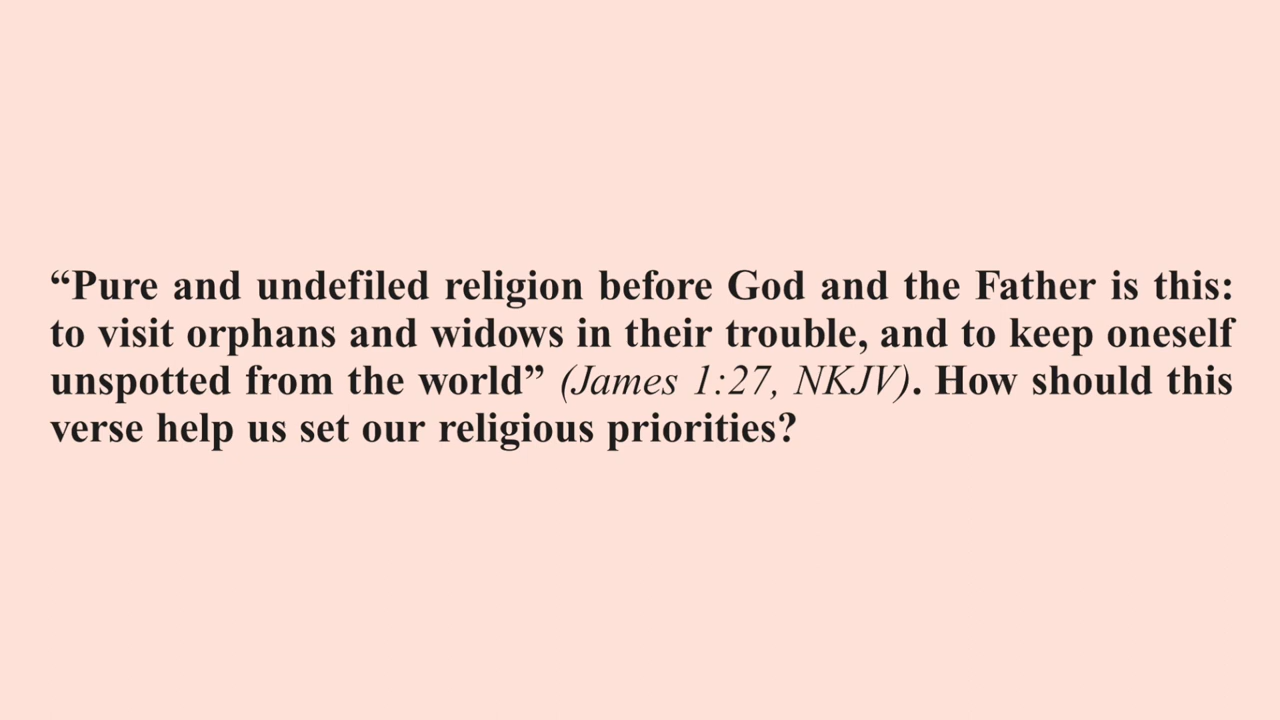 “Pure and undefiled religion before God and the Father is this:
to visit orphans and widows in their trouble, and to keep oneself
unspotted from the world” (James 1:27, NKJV). How should this
verse help us set our religious priorities?